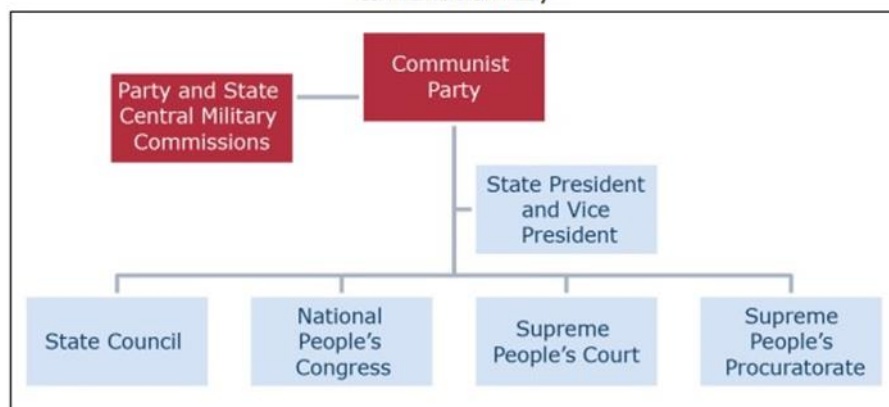 Communist
Party
Party and State
Central Military
Commissions
State President
and Vice
President
State Council
National
People's
Congress
Supreme
People's Court
Supreme
People's
Procuratorate